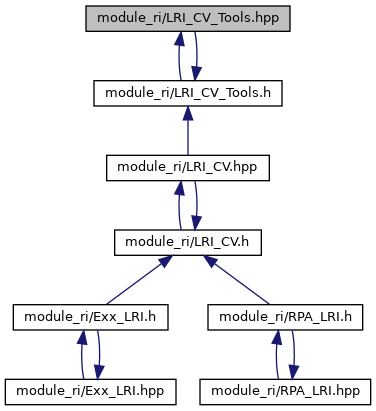 module_ri/LRI_CV_Tools.hpp
module_ri/LRI_CV_Tools.h
module_ri/LRI_CV.hpp
module_ri/LRI_CV.h
module_ri/Exx_LRI.h
module_ri/RPA_LRI.h
module_ri/Exx_LRI.hpp
module_ri/RPA_LRI.hpp